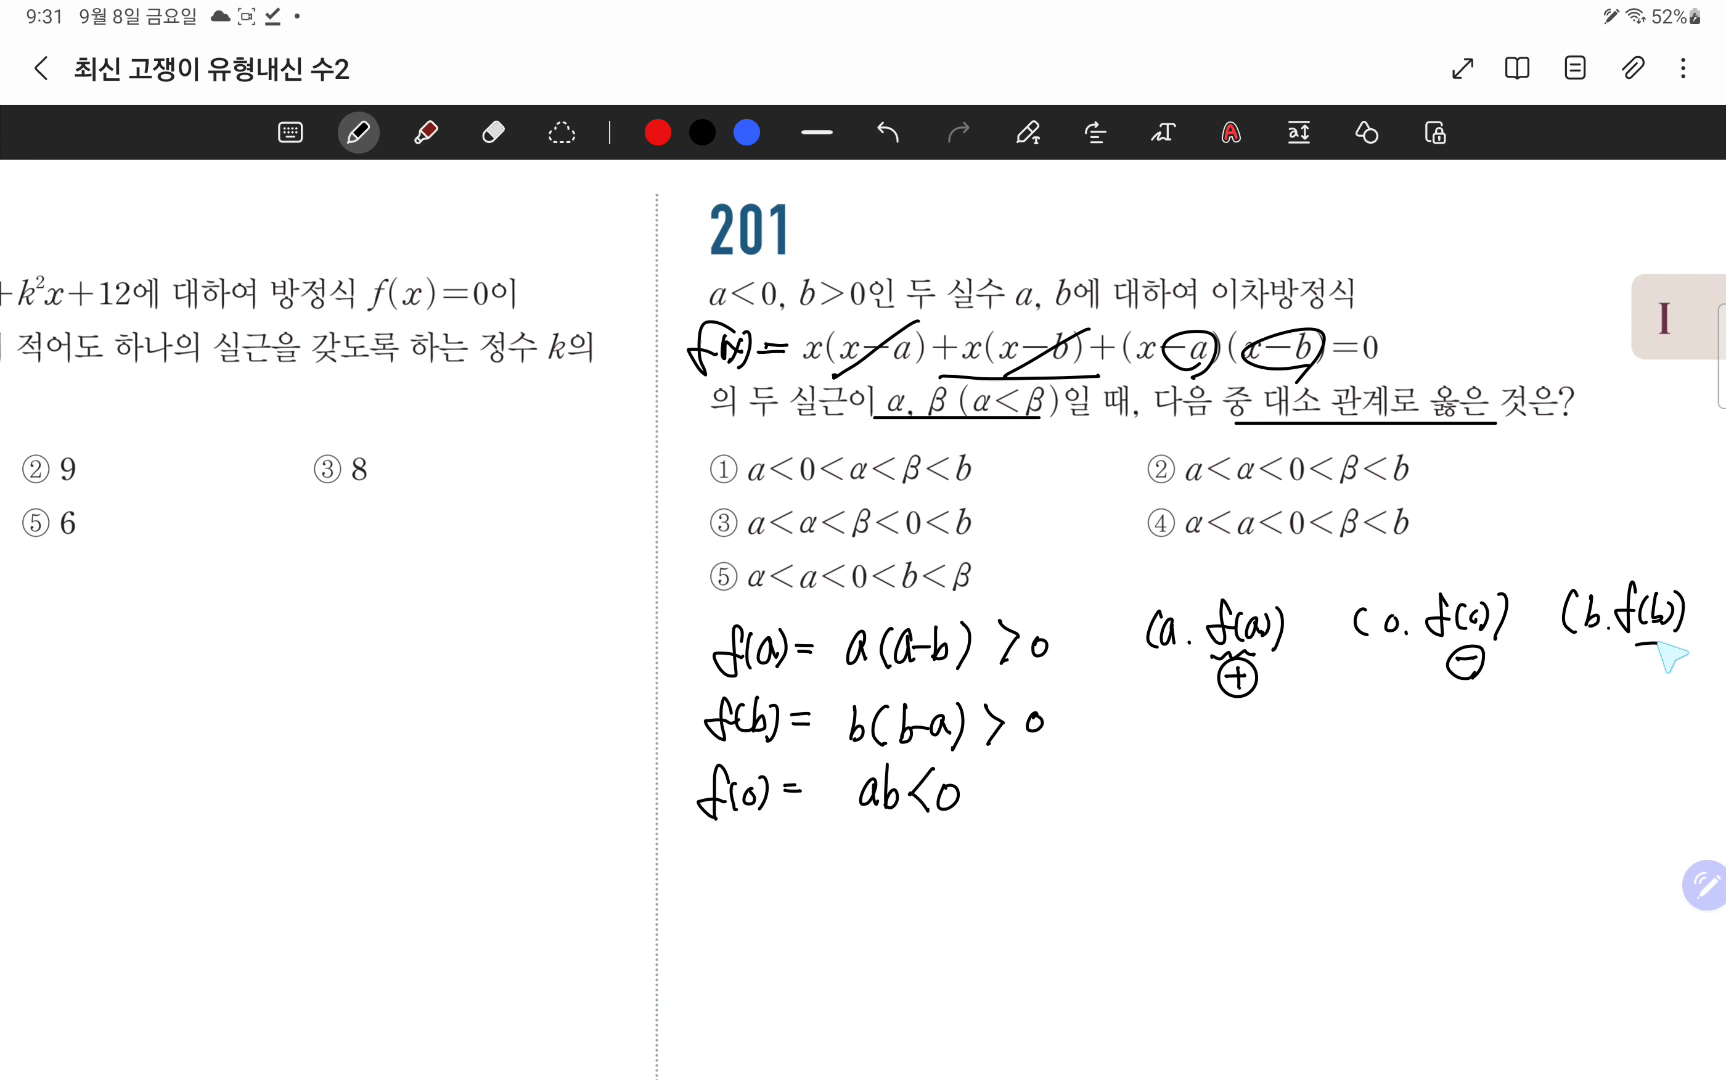 9:31 9월 8일 금요일
52%
최신 고쟁이 유형내신 수2
+k²x+12에 대하여 방정식 f(x)=0이
적어도 하나의 실근을 갖도록 하는 정수 k의
② 9 ③ 8
⑤ 6
201
a<0, b>0인 두 실수 a, b에 대하여 이차방정식
f(x)= x(x-a)+x(x-b)+(x-a)(x-b)=0
의 두 실근이 α, β (α<β)일 때, 다음 중 대소 관계로 옳은 것은?
① a<0<α<β<b ② a<α<0<β<b
③ a<α<β<0<b ④ α<a<0<β<b
⑤ α<a<0<b<β
I
f(a)= a(a-b) >0
f(b)= b(b-a) > 0
f(0)= ab<0
(a. f(a)) (0. f(0)) (b. f(b))
+ -